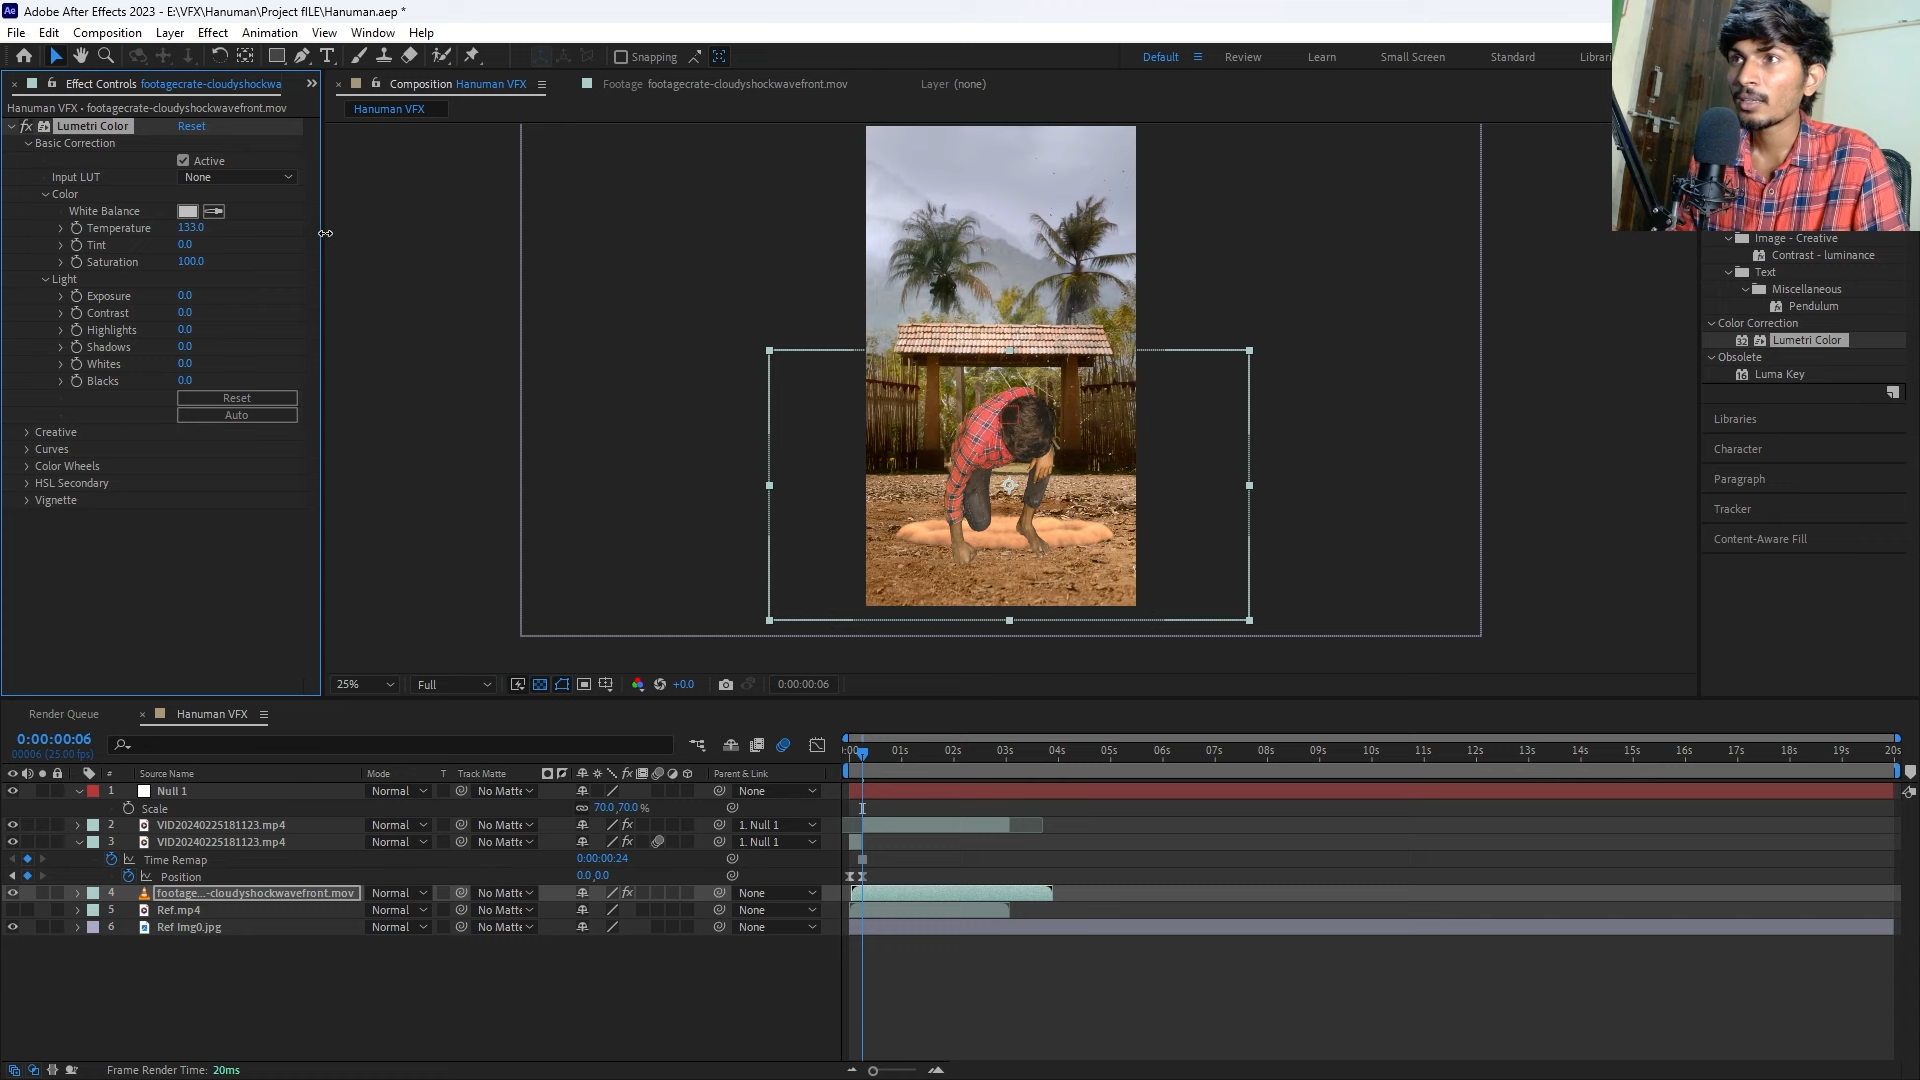 Adobe After Effects 2023 - E:\VFX\Hanuman\Project fILE\Hanuman.aep *
File Edit Composition Layer Effect Animation View Window Help
Snapping Default Review Learn Small Screen Standard Librari
Effect Controls footagecrate-cloudyshockwa
Composition Hanuman VFX
Footage footagecrate-cloudyshockwavefront.mov
Layer (none)
Hanuman VFX • footagecrate-cloudyshockwavefront.mov
Hanuman VFX
fx Lumetri Color Reset
Basic Correction
Active
Input LUT None
Color
White Balance
Temperature 133.0
Tint 0.0
Saturation 100.0
Light
Exposure 0.0
Contrast 0.0
Highlights 0.0
Shadows 0.0
Whites 0.0
Blacks 0.0
Reset
Auto
Creative
Curves
Color Wheels
HSL Secondary
Vignette
Image - Creative
Contrast - luminance
Text
Miscellaneous
Pendulum
Color Correction
32 Lumetri Color
Obsolete
16 Luma Key
Libraries
Character
Paragraph
Tracker
Content-Aware Fill
25% Full +0.0 0:00:00:06
Render Queue Hanuman VFX
0:00:00:06
00006 (25.00 fps)
:00 01s 02s 03s 04s 05s 06s 07s 08s 09s 10s 11s 12s 13s 14s 15s 16s 17s 18s 19s 20s
# Source Name Mode T Track Matte fx Parent & Link
1 Null 1 Normal No Matte None
Scale 70.0,70.0 %
2 VID20240225181123.mp4 Normal No Matte fx 1. Null 1
3 VID20240225181123.mp4 Normal No Matte fx 1. Null 1
Time Remap 0:00:00:24
Position 0.0,0.0
4 footage...-cloudyshockwavefront.mov Normal No Matte fx None
5 Ref.mp4 Normal No Matte None
6 Ref Img0.jpg Normal No Matte None
Frame Render Time: 20ms